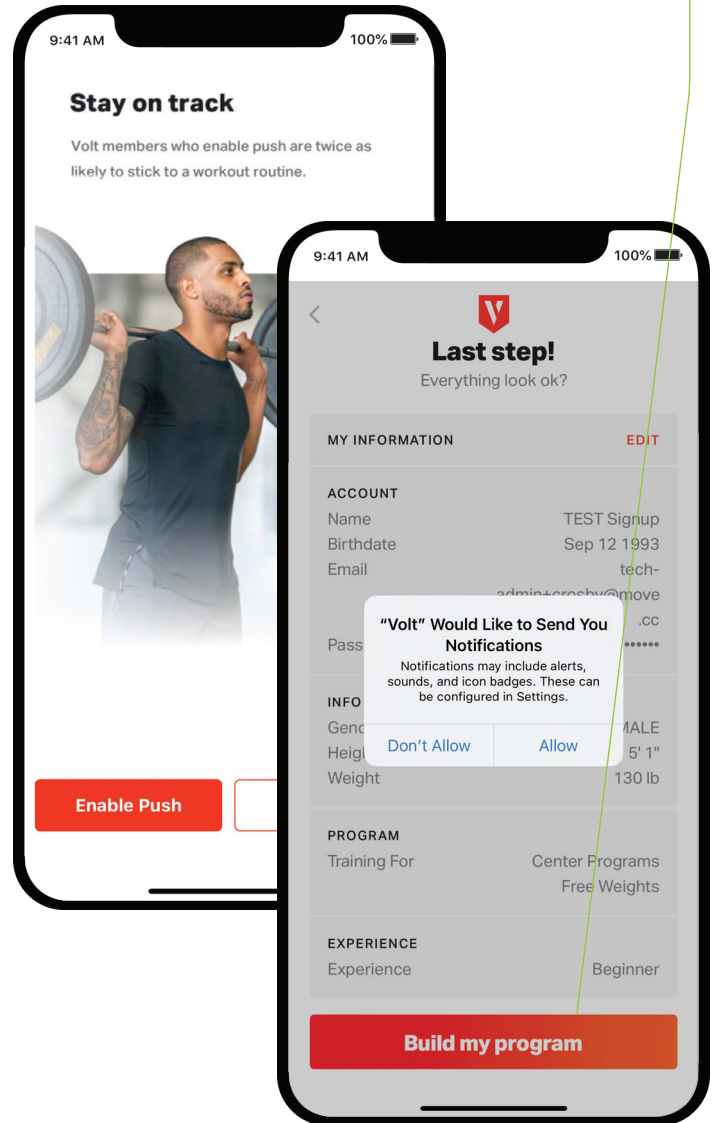 9:41 AM
100%
Stay on track
Volt members who enable push are twice as
likely to stick to a workout routine.
Enable Push
9:41 AM
100%
V
Last step!
Everything look ok?
MY INFORMATION EDIT
ACCOUNT
Name TEST Signup
Birthdate Sep 12 1993
Email tech-
admin+crosby@move
.cc
Pass ••••••
“Volt” Would Like to Send You
Notifications
Notifications may include alerts,
sounds, and icon badges. These can
be configured in Settings.
Don't Allow Allow
INFO
Gend MALE
Heigh 5' 1"
Weight 130 lb
PROGRAM
Training For Center Programs
Free Weights
EXPERIENCE
Experience Beginner
Build my program